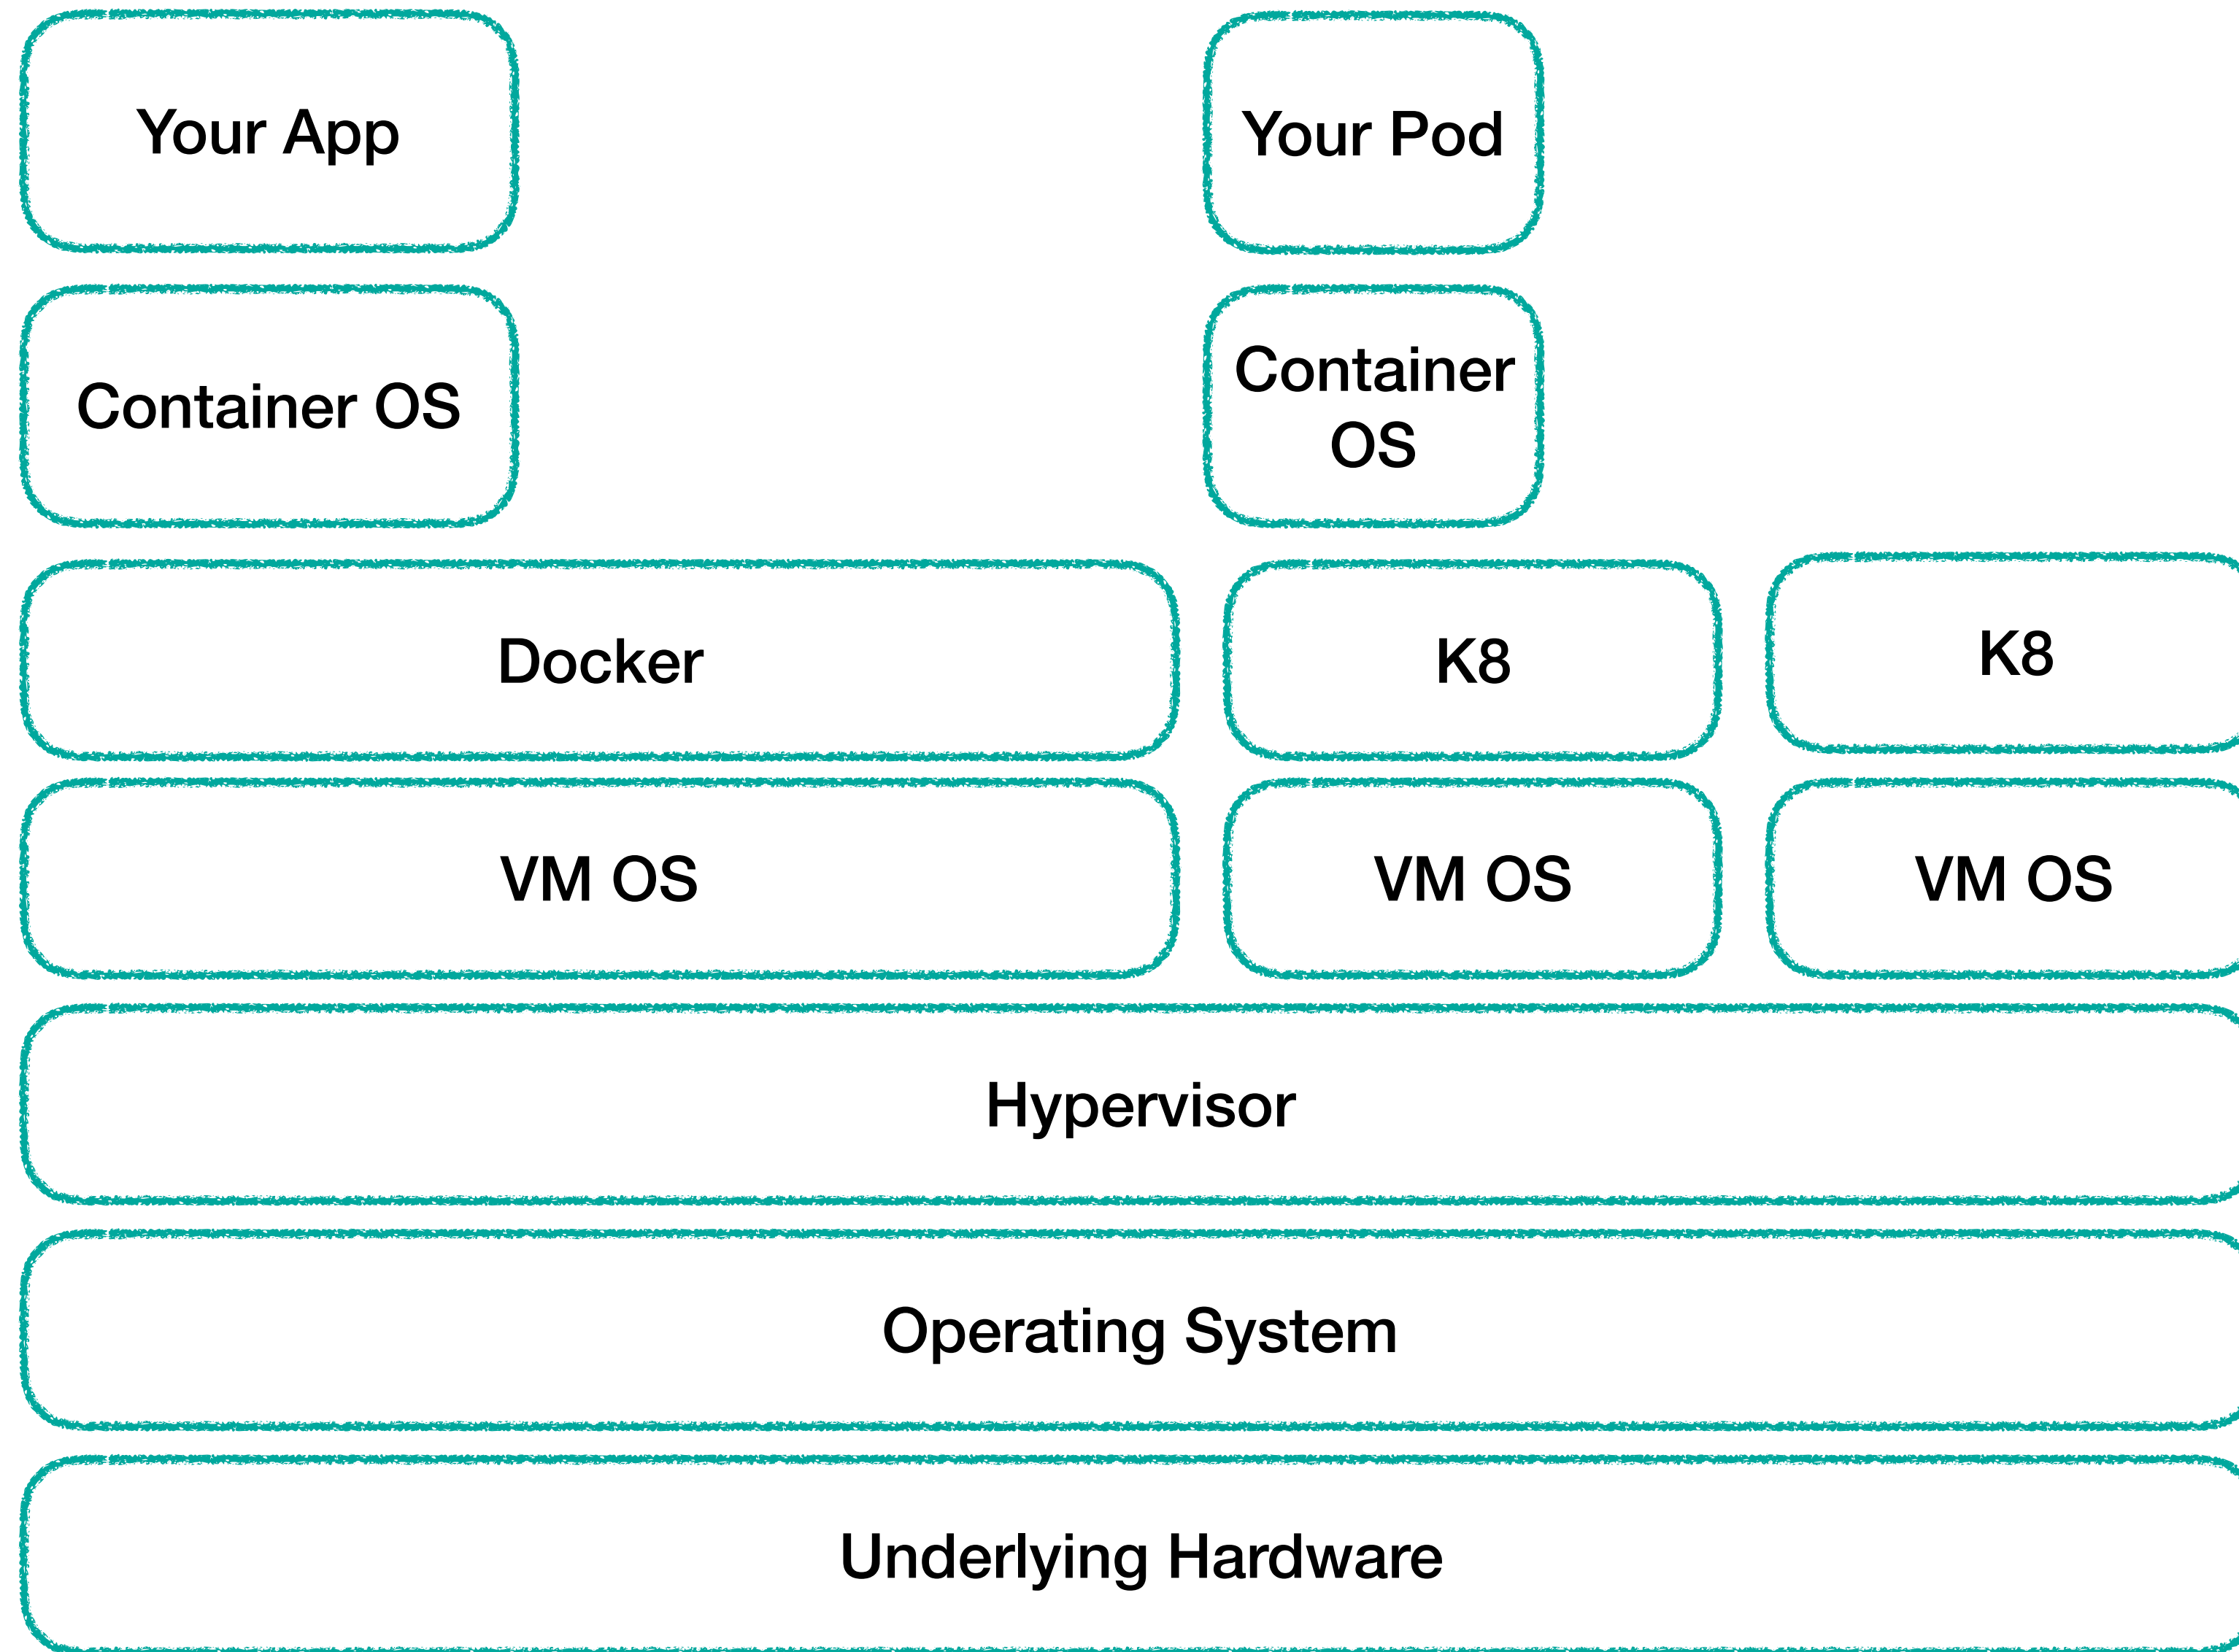 Your App
Your Pod
Container OS
Container
OS
Docker
K8
K8
VM OS
VM OS
VM OS
Hypervisor
Operating System
Underlying Hardware